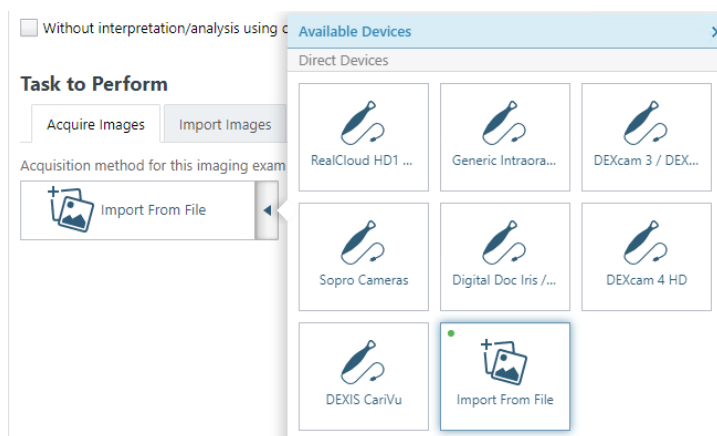 Without interpretation/analysis using
Available Devices
Direct Devices
Task to Perform
Acquire Images
Import Images
Acquisition method for this imaging exam
Import From File
RealCloud HD1 ...
Generic Intraora...
DEXcam 3 / DEX...
Sopro Cameras
Digital Doc Iris /...
DEXcam 4 HD
DEXIS CariVu
Import From File